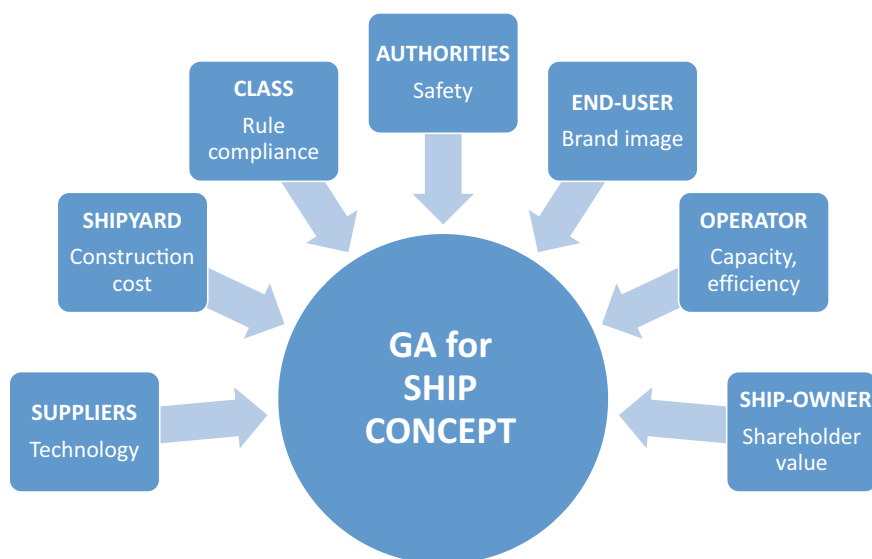 AUTHORITIES
Safety
CLASS
Rule
compliance
END-USER
Brand image
SHIPYARD
Construction
cost
OPERATOR
Capacity,
efficiency
GA for
SHIP
CONCEPT
SUPPLIERS
Technology
SHIP-OWNER
Shareholder
value